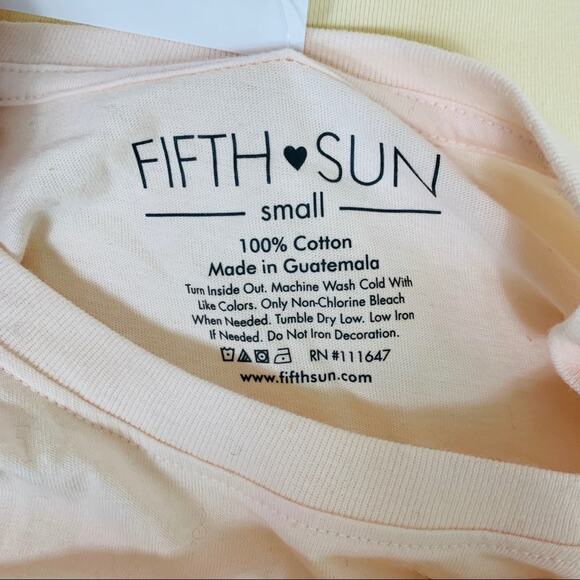 FIFTH♥SUN
small
100% Cotton
Made in Guatemala
Turn Inside Out. Machine Wash Cold With
Like Colors. Only Non-Chlorine Bleach
When Needed. Tumble Dry Low. Low Iron
If Needed. Do Not Iron Decoration.
RN #111647
www.fifthsun.com